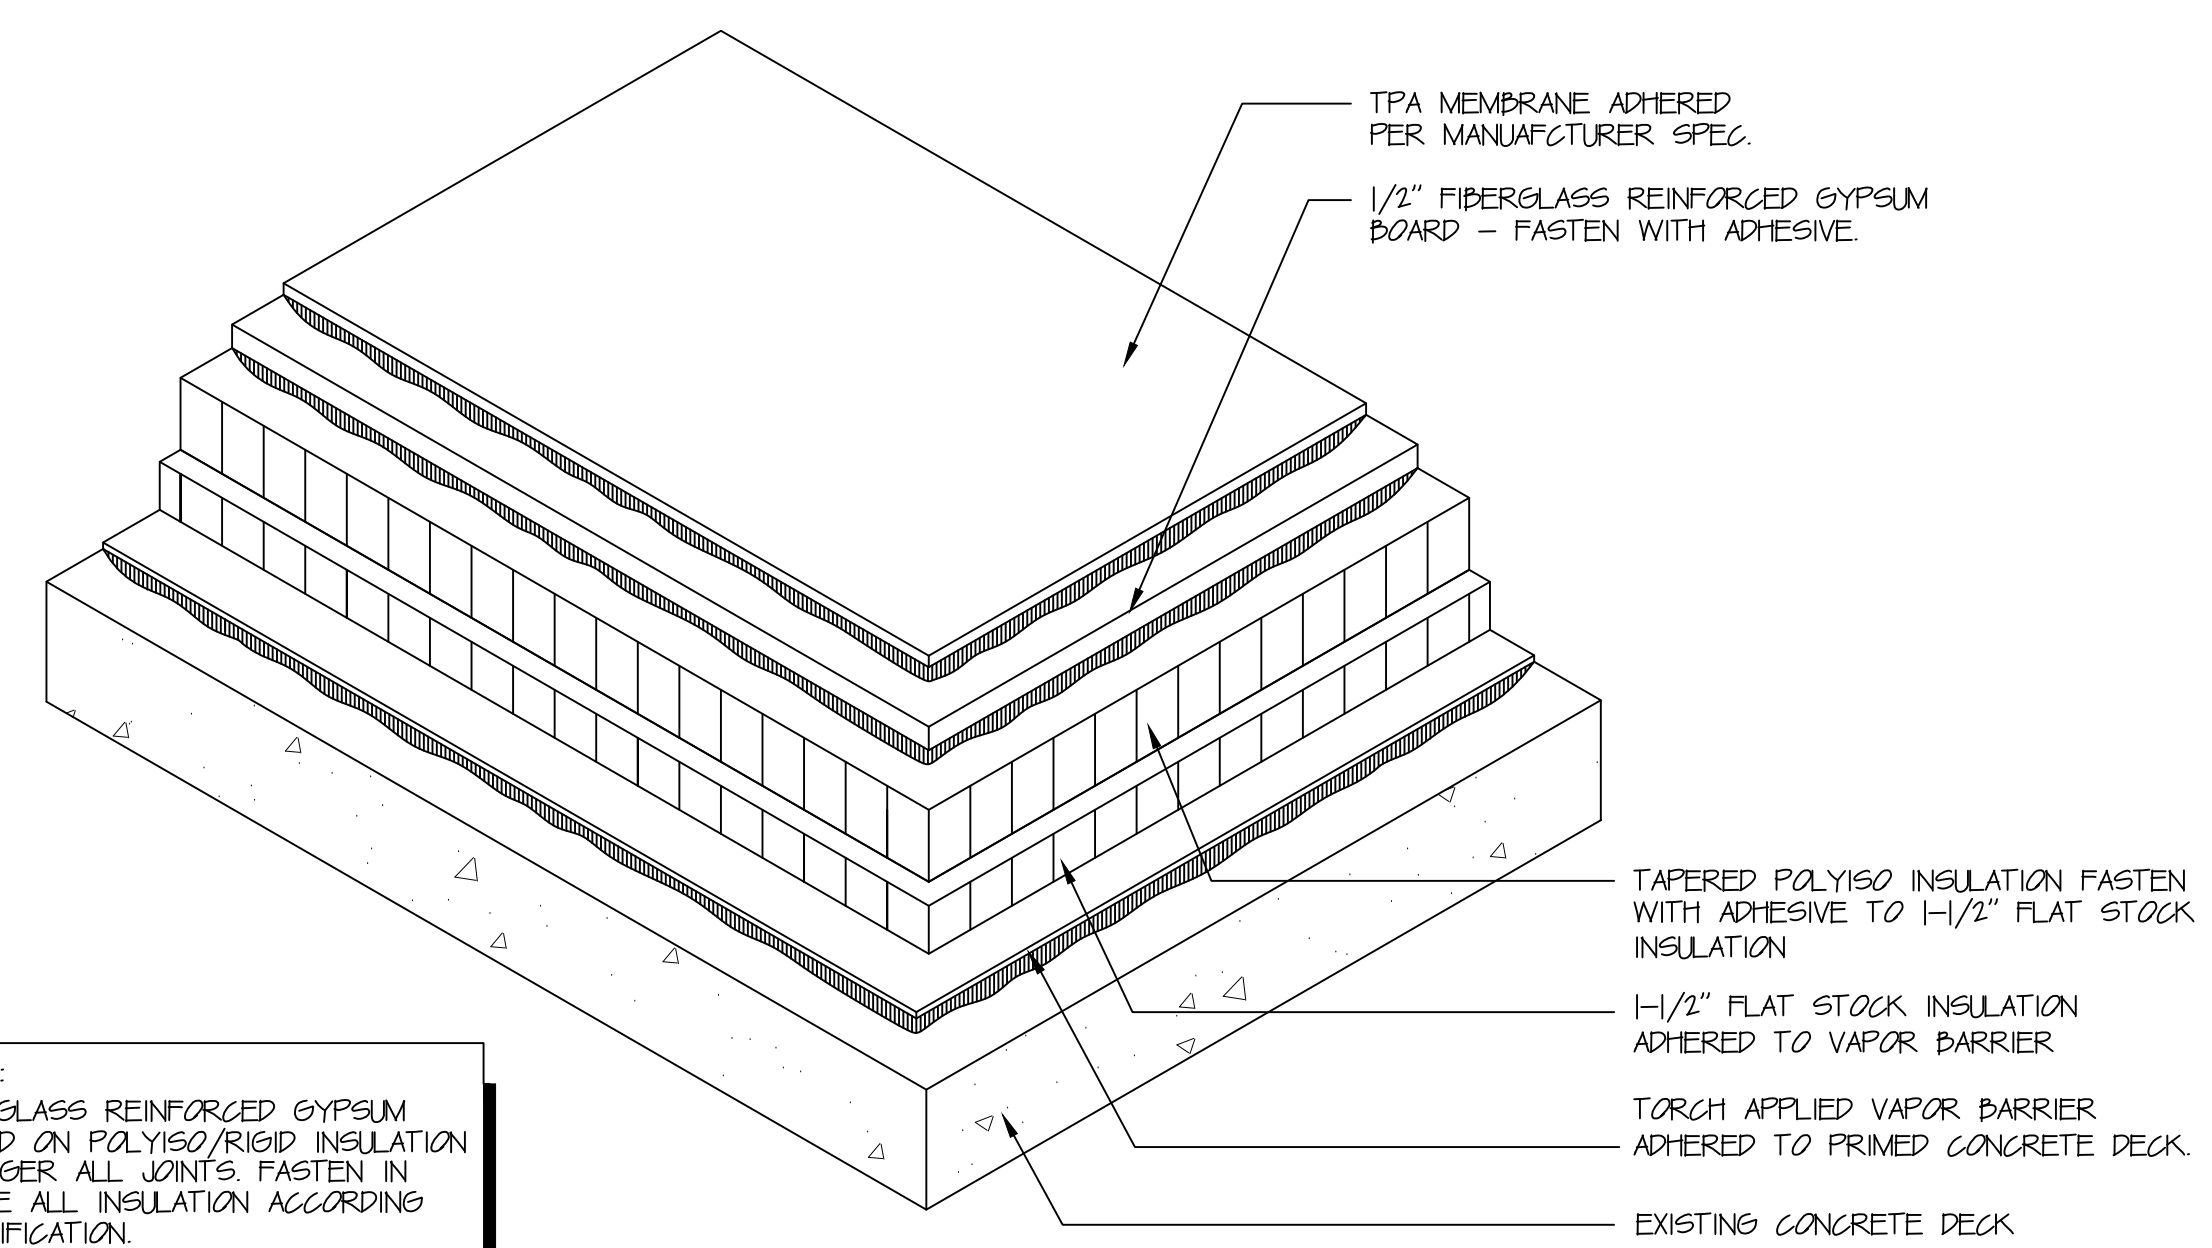 TPA MEMBRANE ADHERED
PER MANUAFCTURER SPEC.
1/2" FIBERGLASS REINFORCED GYPSUM
BOARD - FASTEN WITH ADHESIVE.
TAPERED POLYISO INSULATION FASTEN
WITH ADHESIVE TO 1-1/2" FLAT STOCK
INSULATION
1-1/2" FLAT STOCK INSULATION
ADHERED TO VAPOR BARRIER
TORCH APPLIED VAPOR BARRIER
ADHERED TO PRIMED CONCRETE DECK.
EXISTING CONCRETE DECK
:
GLASS REINFORCED GYPSUM
D ON POLYISO/RIGID INSULATION
GER ALL JOINTS. FASTEN IN
E ALL INSULATION ACCORDING
IFICATION.